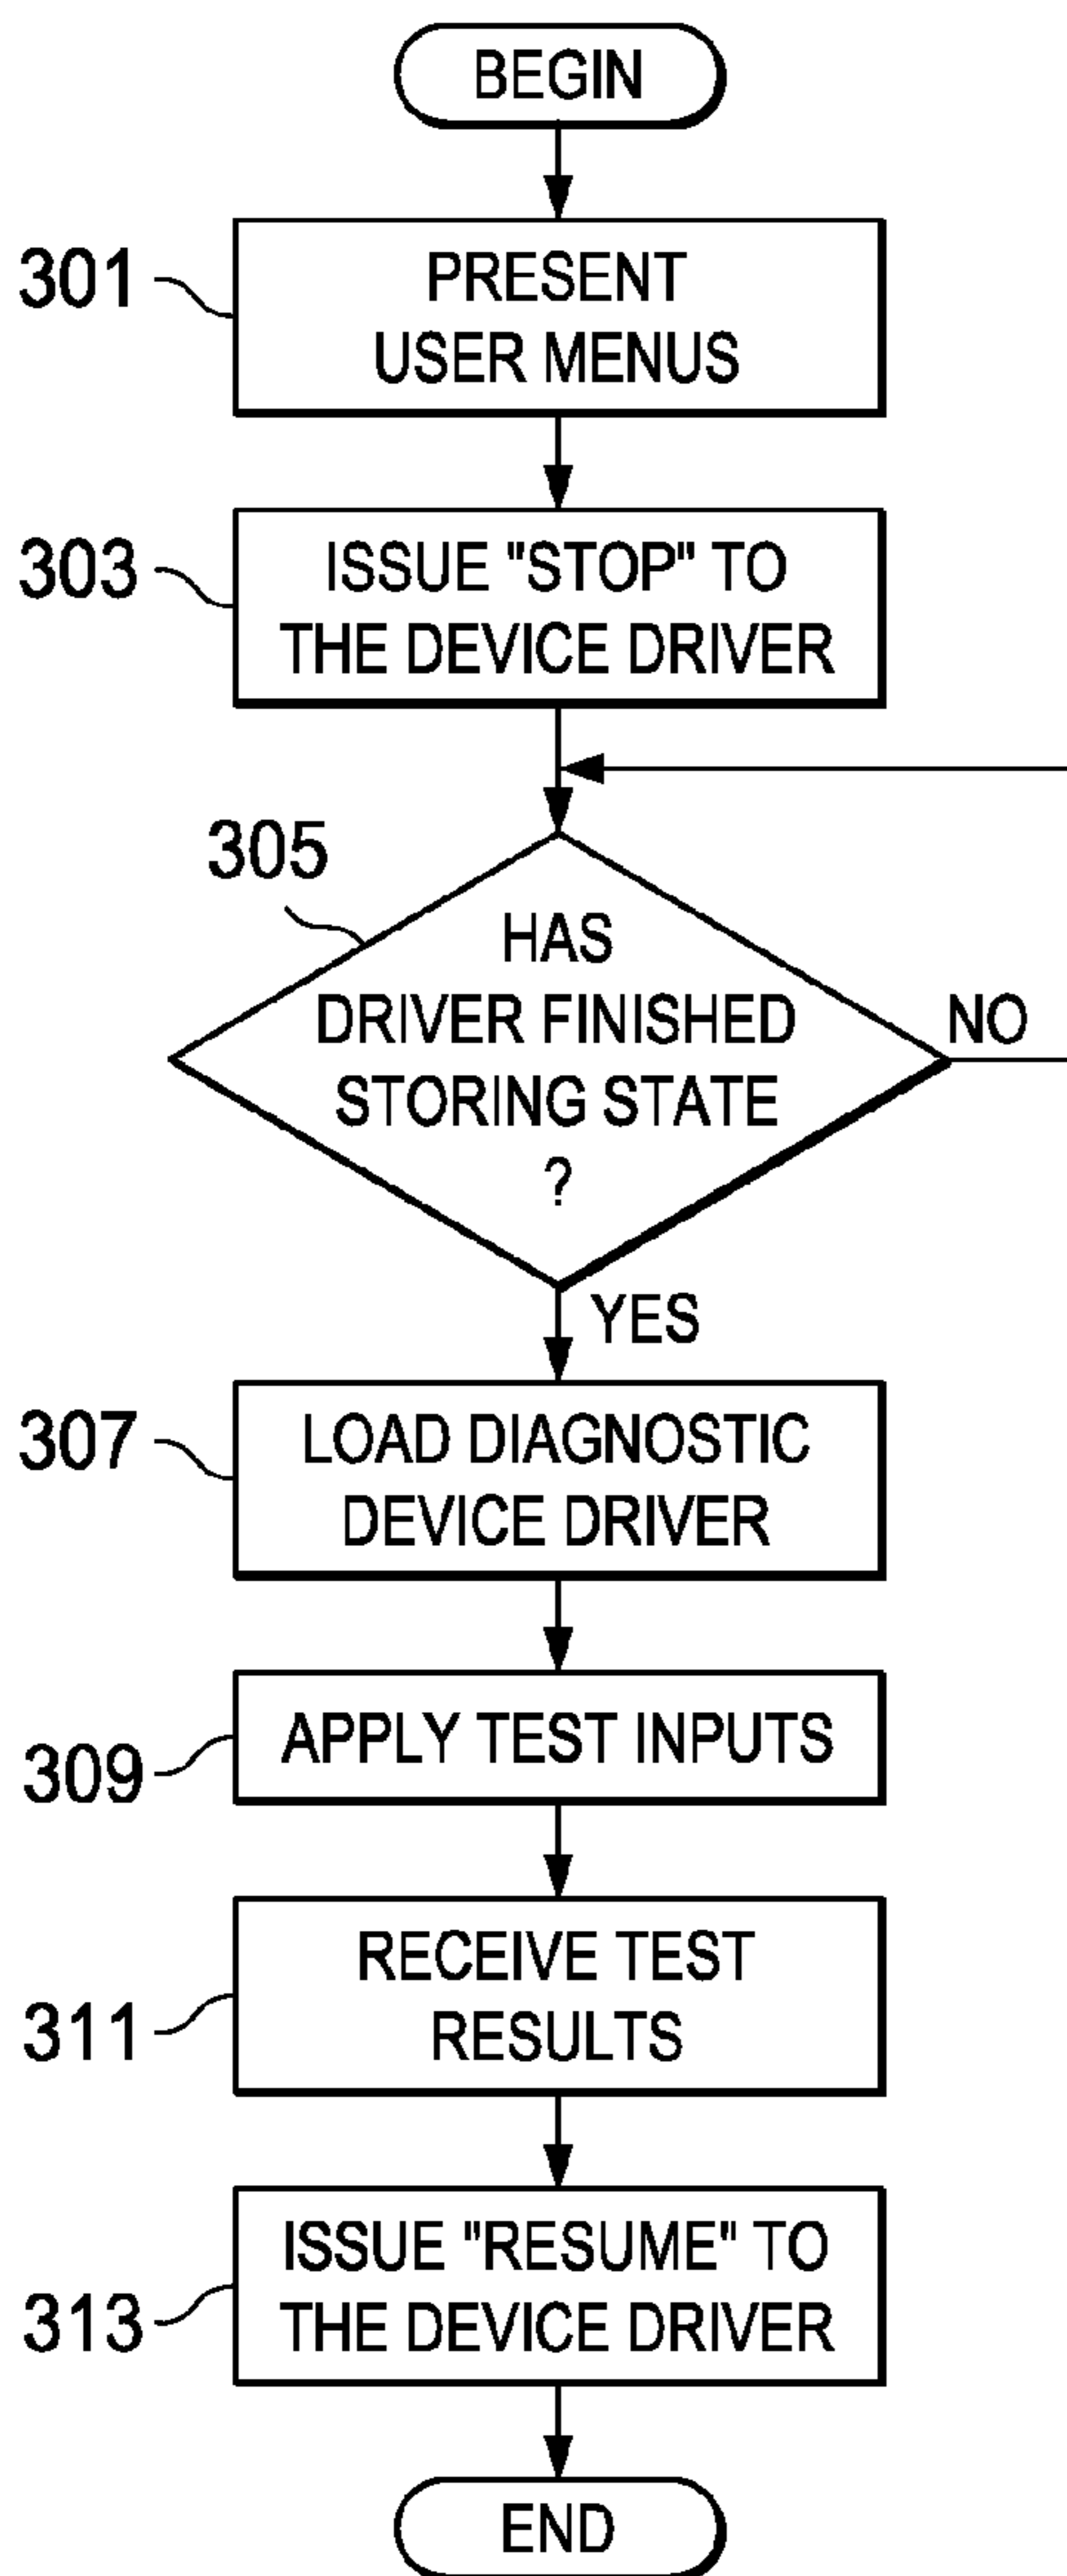 BEGIN
301
PRESENT
USER MENUS
303
ISSUE "STOP" TO
THE DEVICE DRIVER
305
HAS
DRIVER FINISHED
STORING STATE
?
NO
YES
307
LOAD DIAGNOSTIC
DEVICE DRIVER
309
APPLY TEST INPUTS
311
RECEIVE TEST
RESULTS
313
ISSUE "RESUME" TO
THE DEVICE DRIVER
END